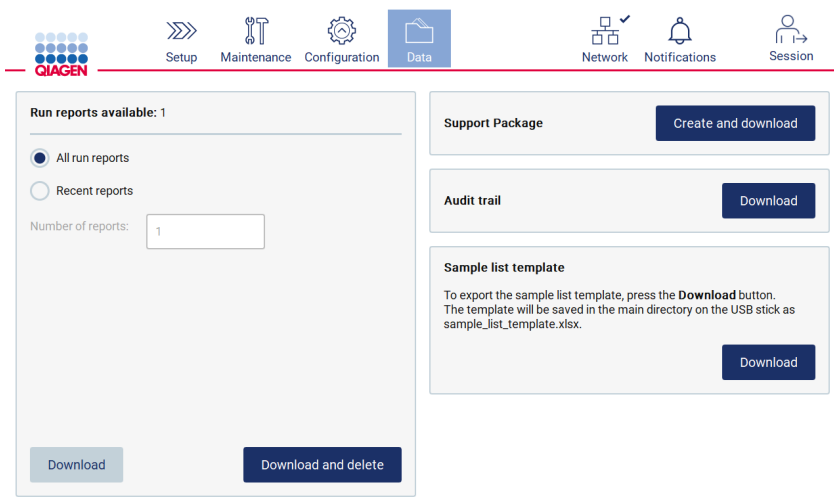 QIAGEN
Setup
Maintenance
Configuration
Data
Network
Notifications
Session
Run reports available: 1
All run reports
Recent reports
Number of reports:
1
Download
Download and delete
Support Package
Create and download
Audit trail
Download
Sample list template
To export the sample list template, press the Download button.
The template will be saved in the main directory on the USB stick as
sample_list_template.xlsx.
Download